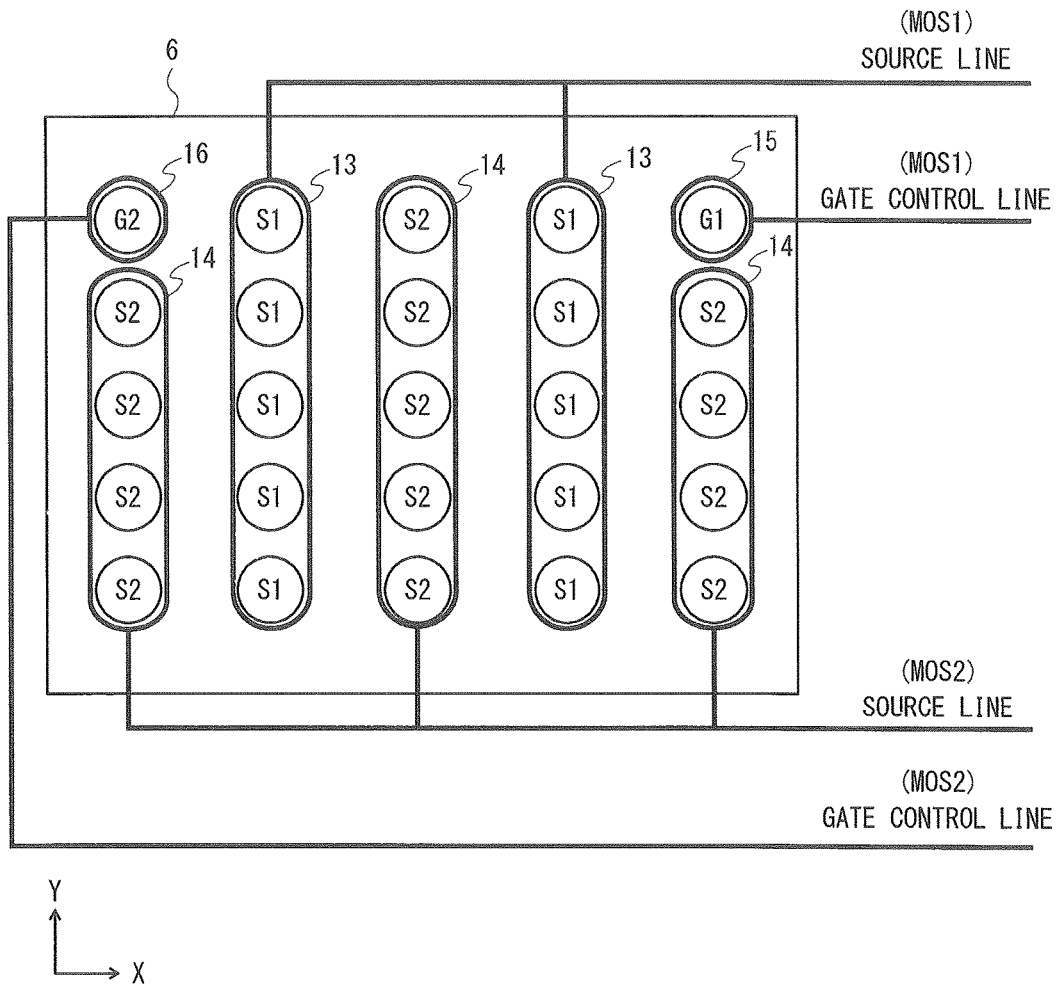 (MOS1)
SOURCE LINE
6
16
13
14
13
15
(MOS1)
GATE CONTROL LINE
G2
S1
S2
S1
G1
14
14
S2
S1
S2
S1
S2
S2
S1
S2
S1
S2
S2
S1
S2
S1
S2
S2
S1
S2
S1
S2
(MOS2)
SOURCE LINE
(MOS2)
GATE CONTROL LINE
Y
X